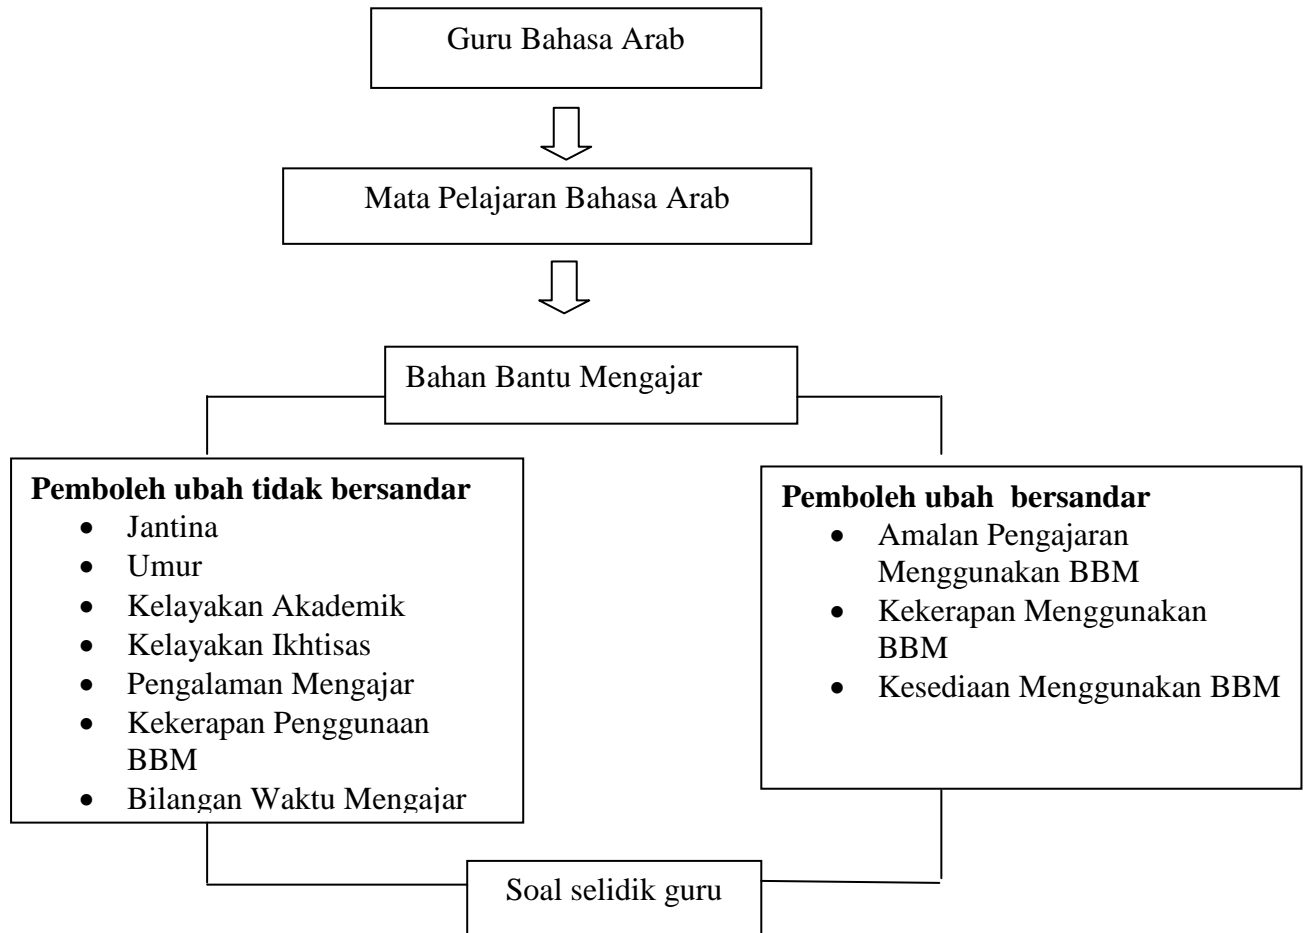 Guru Bahasa Arab
Mata Pelajaran Bahasa Arab
Bahan Bantu Mengajar
Pemboleh ubah tidak bersandar
• Jantina
• Umur
• Kelayakan Akademik
• Kelayakan Ikhtisas
• Pengalaman Mengajar
• Kekerapan Penggunaan
BBM
• Bilangan Waktu Mengajar
Pemboleh ubah  bersandar
• Amalan Pengajaran
Menggunakan BBM
• Kekerapan Menggunakan
BBM
• Kesediaan Menggunakan BBM
Soal selidik guru